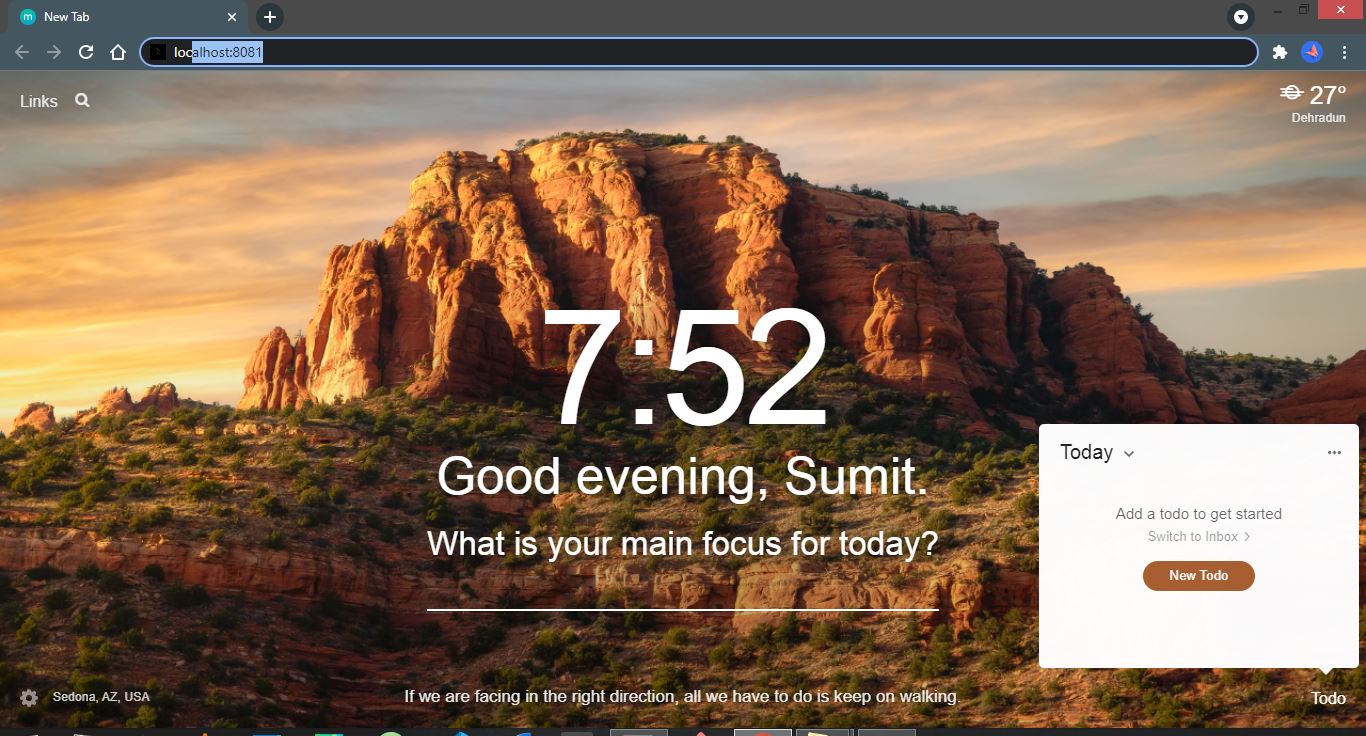 New Tab
localhost:8081
Links
27°
Dehradun
7:52
Good evening, Sumit.
What is your main focus for today?
Today
Add a todo to get started
Switch to Inbox
New Todo
Sedona, AZ, USA
If we are facing in the right direction, all we have to do is keep on walking.
Todo